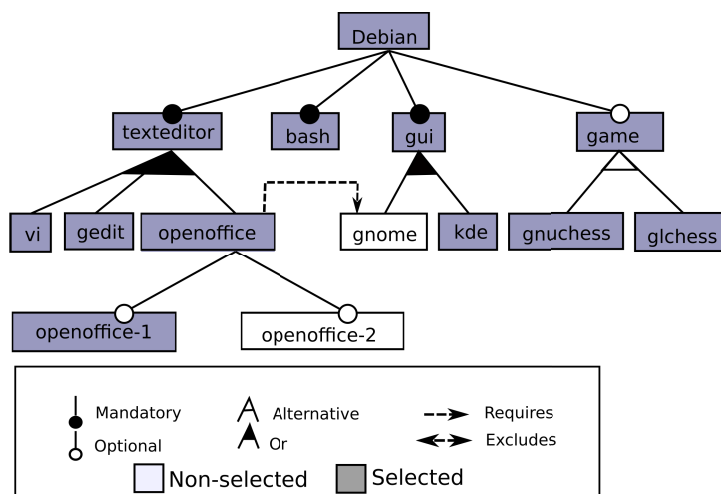 Debian
texteditor
bash
gui
game
vi
gedit
openoffice
gnome
kde
gnuchess
glchess
openoffice-1
openoffice-2
Mandatory
Alternative
Requires
Optional
Or
Excludes
Non-selected
Selected